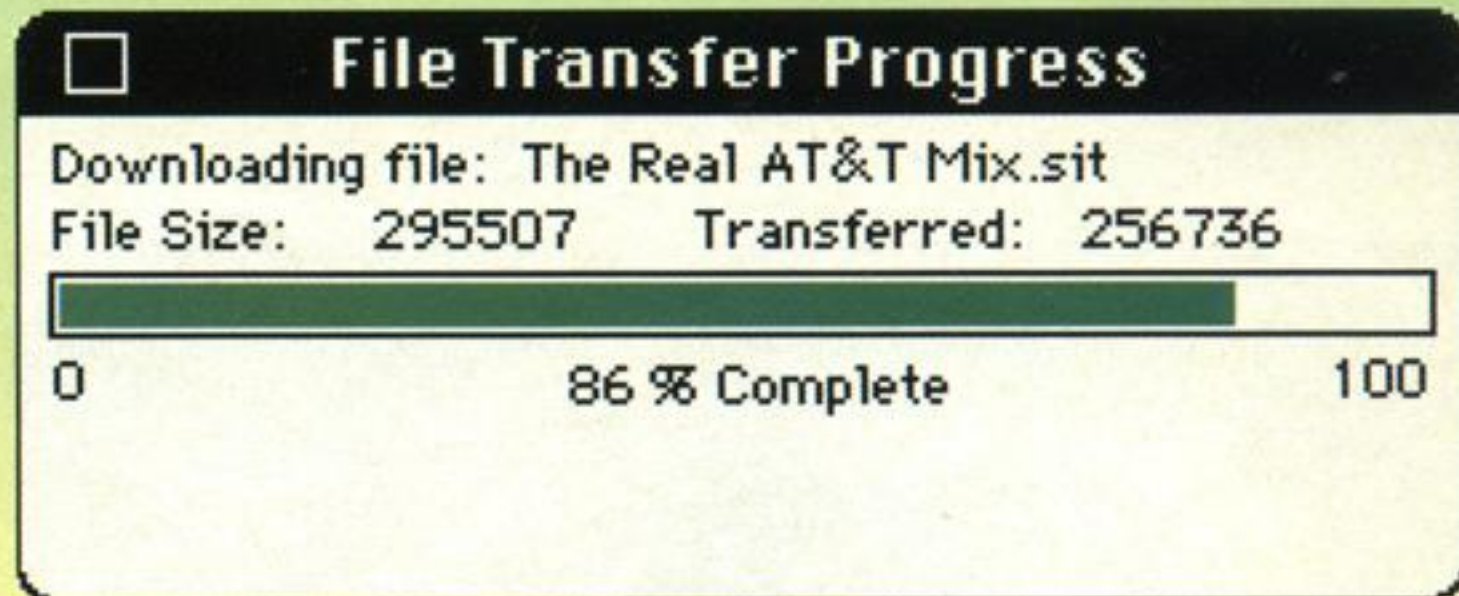 File Transfer Progress
Downloading file: The Real AT&T Mix.sit
File Size: 295507 Transferred: 256736
0 86 % Complete 100